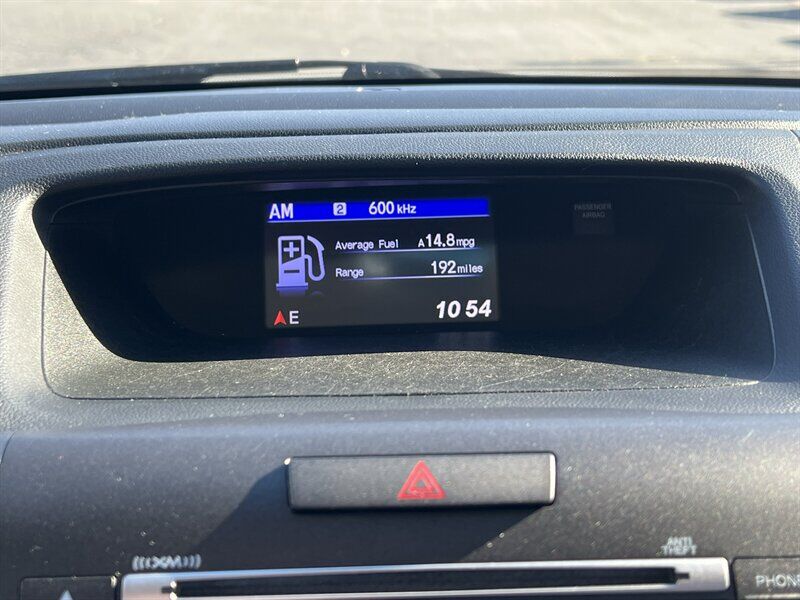 AM 2 600 kHz
PASSENGER
AIRBAG
Average Fuel A 14.8 mpg
Range 192 miles
E 10 54
(((XM)))
ANTI
THEFT
PHONE